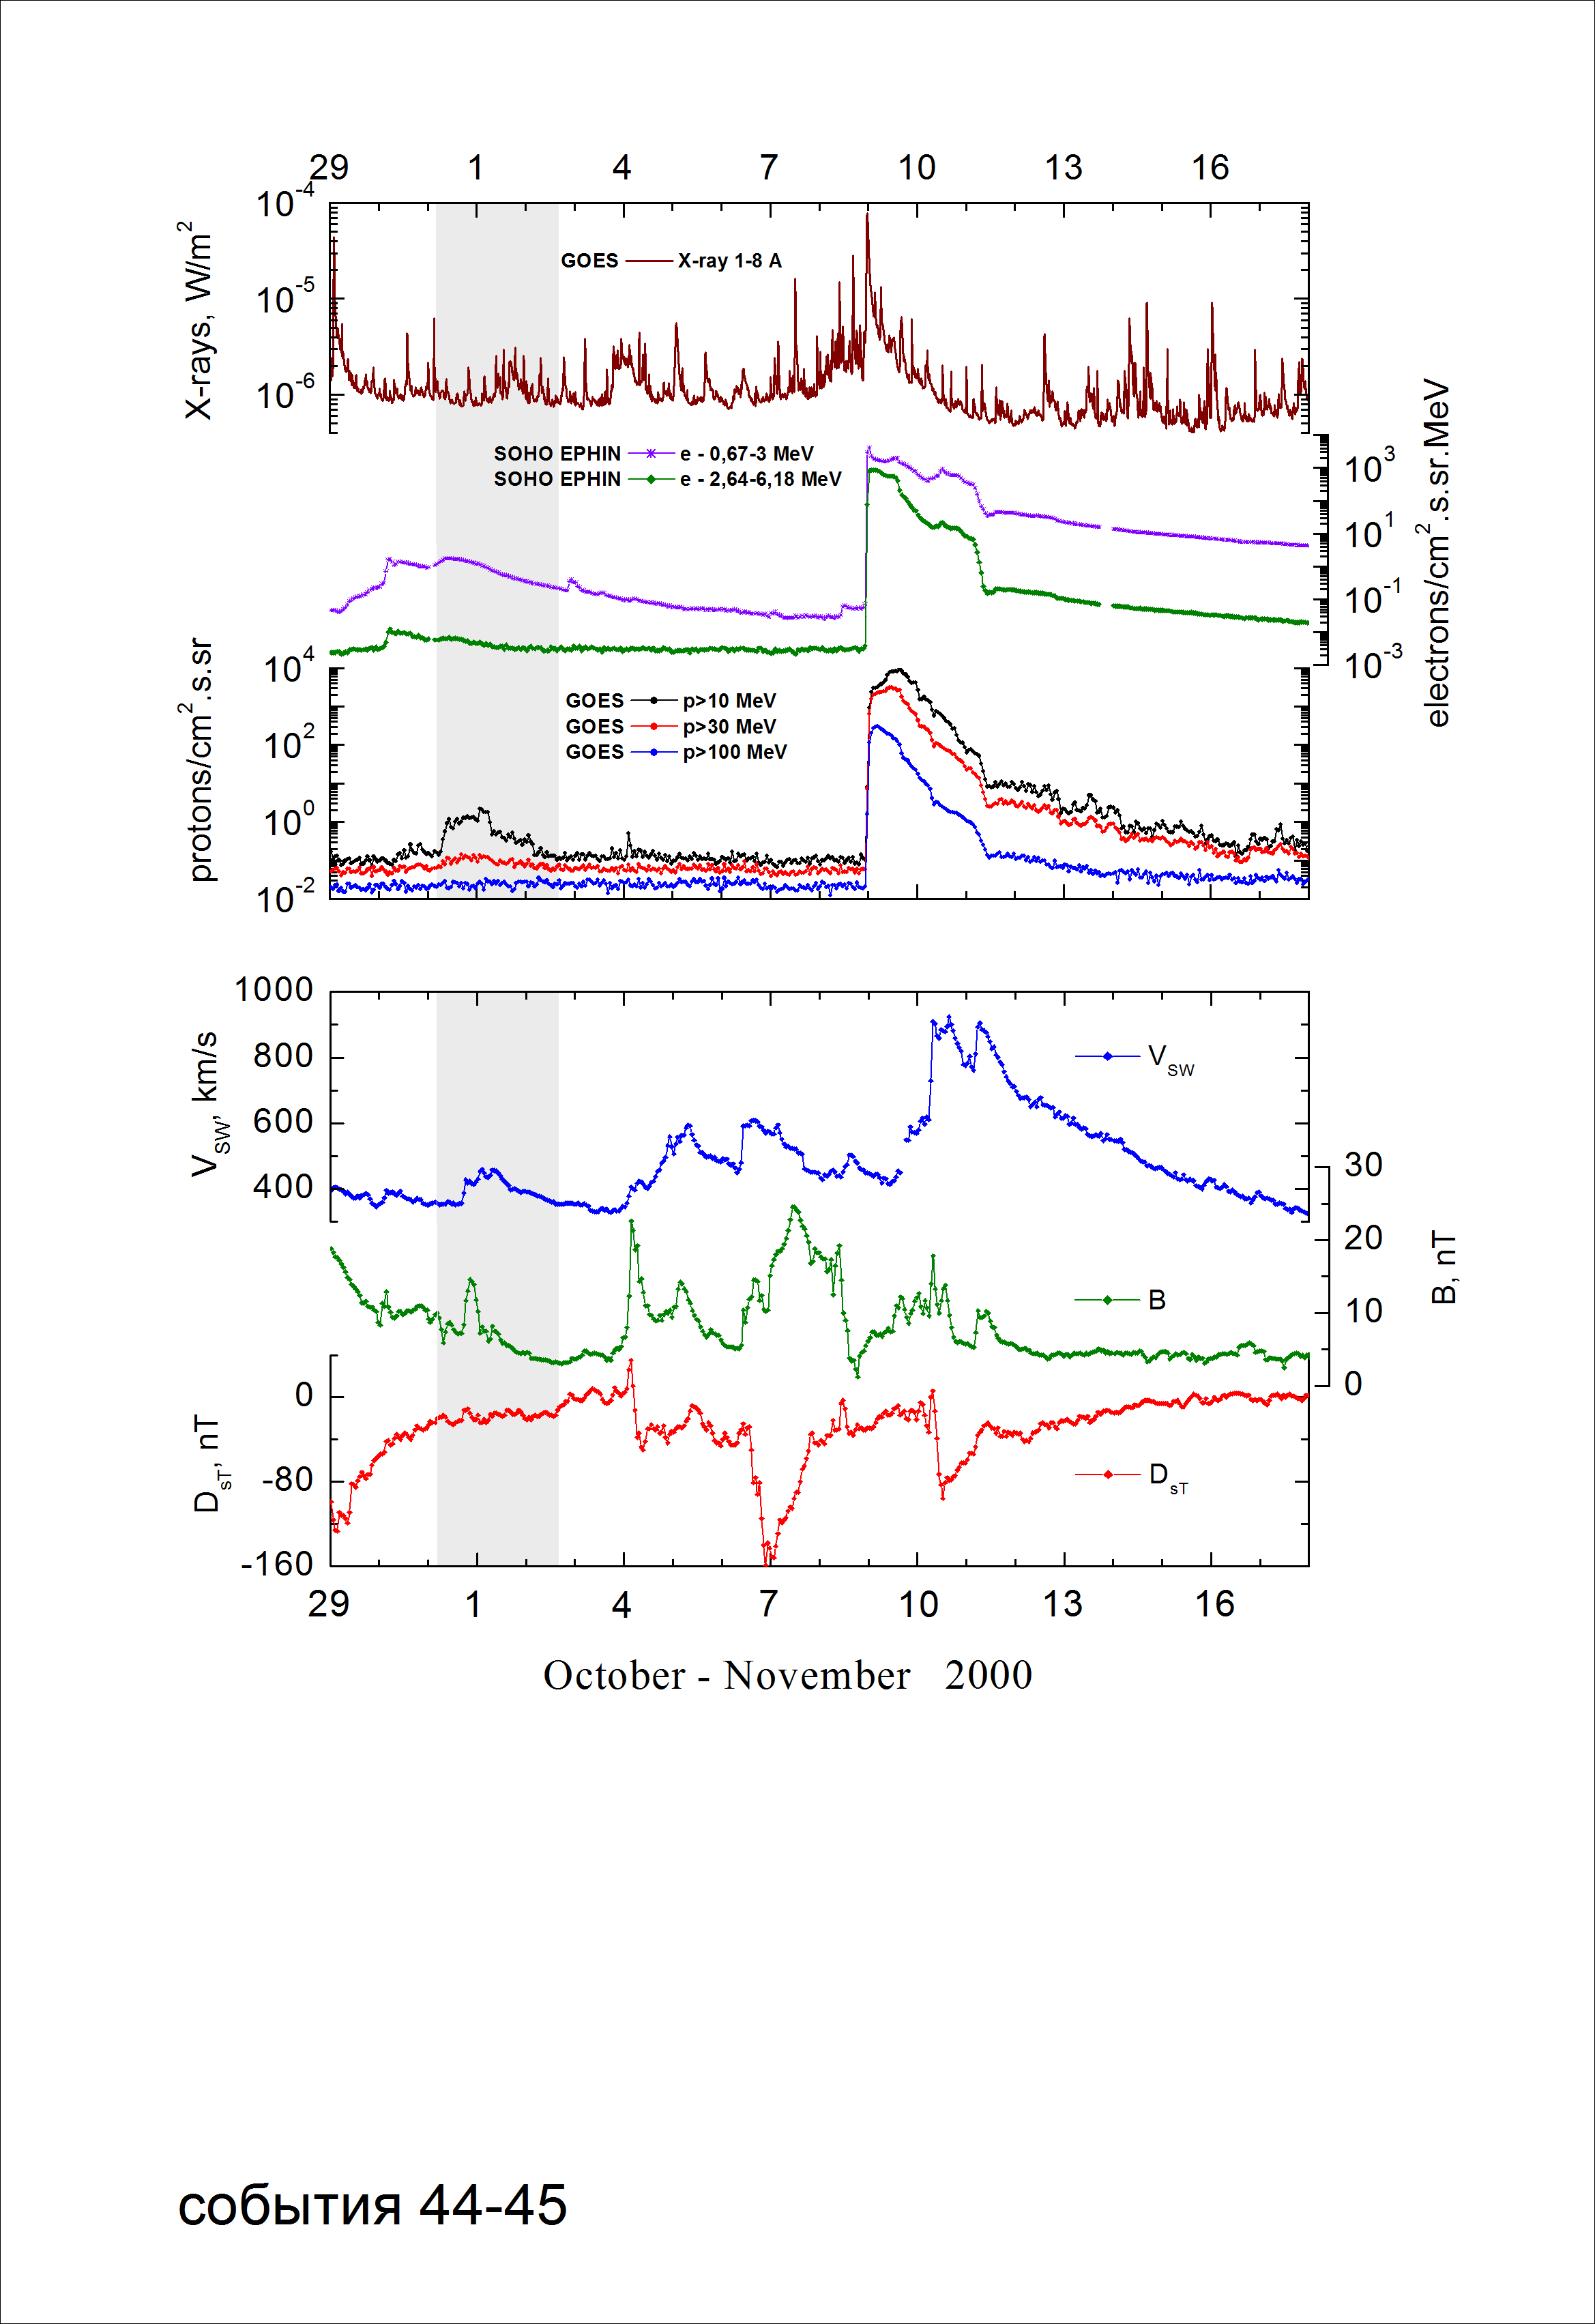 29 1 4 7 10 13 16
X-rays, W/m²
10⁻⁴
10⁻⁵
10⁻⁶
GOES X-ray 1-8 A
SOHO EPHIN e - 0,67-3 MeV
SOHO EPHIN e - 2,64-6,18 MeV
electrons/cm².s.sr.MeV
10³
10¹
10⁻¹
10⁻³
protons/cm².s.sr
10⁴
10²
10⁰
10⁻²
GOES p>10 MeV
GOES p>30 MeV
GOES p>100 MeV
V_SW, km/s
1000
800
600
400
V_SW
B, nT
30
20
10
0
B
D_sT, nT
0
-80
-160
D_sT
29 1 4 7 10 13 16
October - November 2000
события 44-45